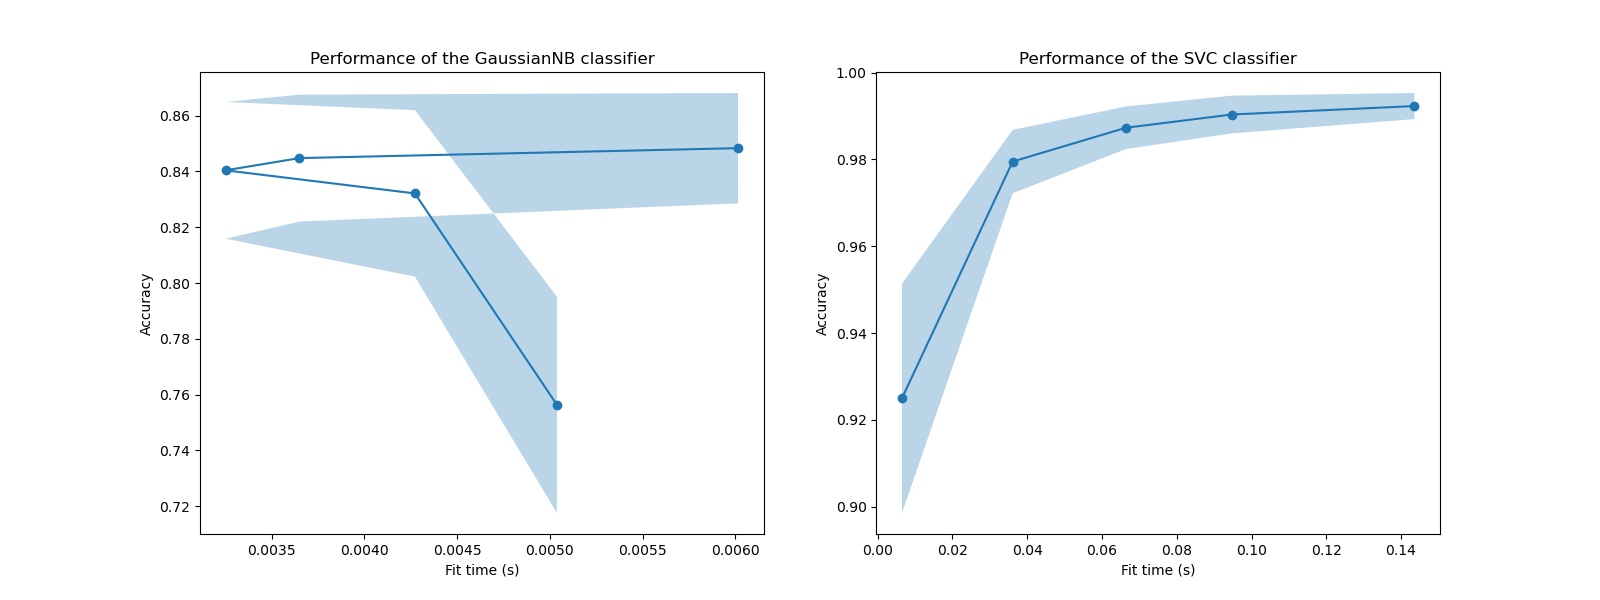 Performance of the GaussianNB classifier
0.86
0.84
0.82
0.80
0.78
0.76
0.74
0.72
Accuracy
0.0035 0.0040 0.0045 0.0050 0.0055 0.0060
Fit time (s)
Performance of the SVC classifier
1.00
0.98
0.96
0.94
0.92
0.90
Accuracy
0.00 0.02 0.04 0.06 0.08 0.10 0.12 0.14
Fit time (s)